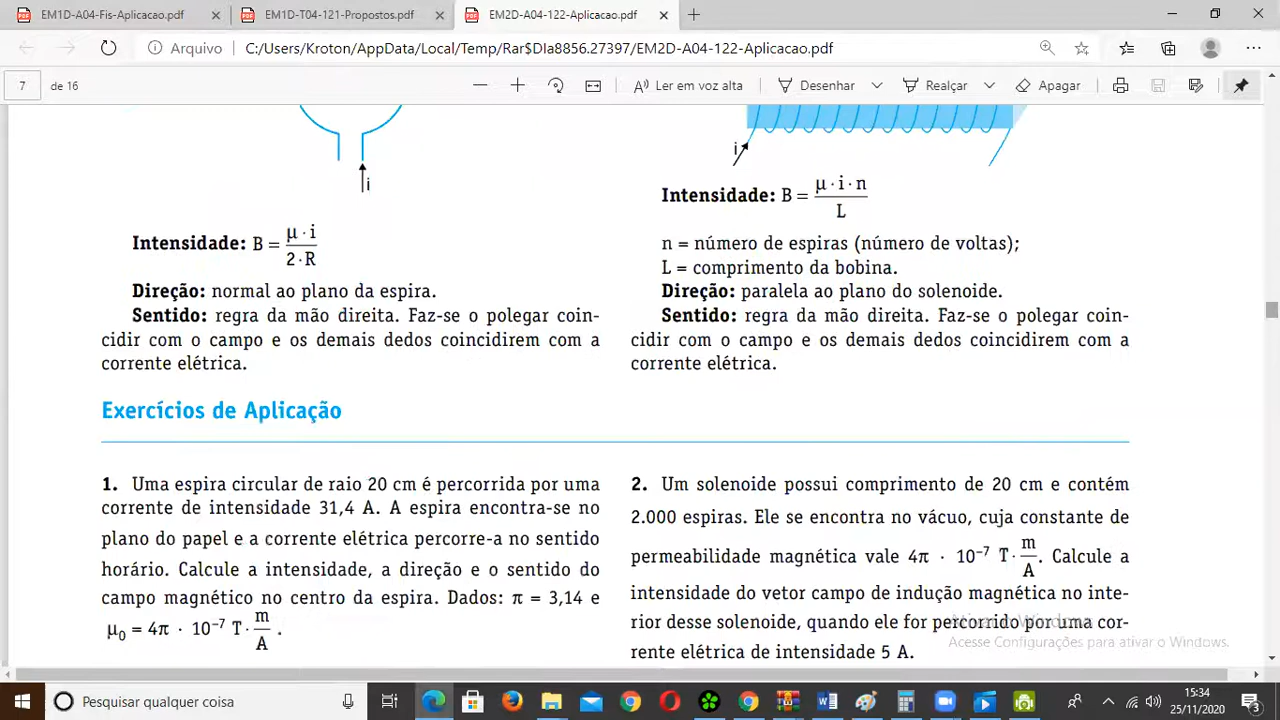 EM1D-A04-Fis-Aplicacao.pdf
EM1D-T04-121-Propostos.pdf
EM2D-A04-122-Aplicacao.pdf
Arquivo
C:/Users/Kroton/AppData/Local/Temp/Rar$DIa8856.27397/EM2D-A04-122-Aplicacao.pdf
7 de 16
Ler em voz alta
Desenhar
Realçar
Apagar
i
Intensidade: B = μ · i / 2 · R
Direção: normal ao plano da espira.
Sentido: regra da mão direita. Faz-se o polegar coin-
cidir com o campo e os demais dedos coincidirem com a
corrente elétrica.
i
Intensidade: B = μ · i · n / L
n = número de espiras (número de voltas);
L = comprimento da bobina.
Direção: paralela ao plano do solenoide.
Sentido: regra da mão direita. Faz-se o polegar coin-
cidir com o campo e os demais dedos coincidirem com a
corrente elétrica.
Exercícios de Aplicação
1. Uma espira circular de raio 20 cm é percorrida por uma
corrente de intensidade 31,4 A. A espira encontra-se no
plano do papel e a corrente elétrica percorre-a no sentido
horário. Calcule a intensidade, a direção e o sentido do
campo magnético no centro da espira. Dados: π = 3,14 e
μ₀ = 4π · 10⁻⁷ T · m/A .
2. Um solenoide possui comprimento de 20 cm e contém
2.000 espiras. Ele se encontra no vácuo, cuja constante de
permeabilidade magnética vale 4π · 10⁻⁷ T · m/A. Calcule a
intensidade do vetor campo de indução magnética no inte-
rior desse solenoide, quando ele for percorrido por uma cor-
rente elétrica de intensidade 5 A.
Ativar o Windows
Acesse Configurações para ativar o Windows.
Pesquisar qualquer coisa
15:34
25/11/2020
3